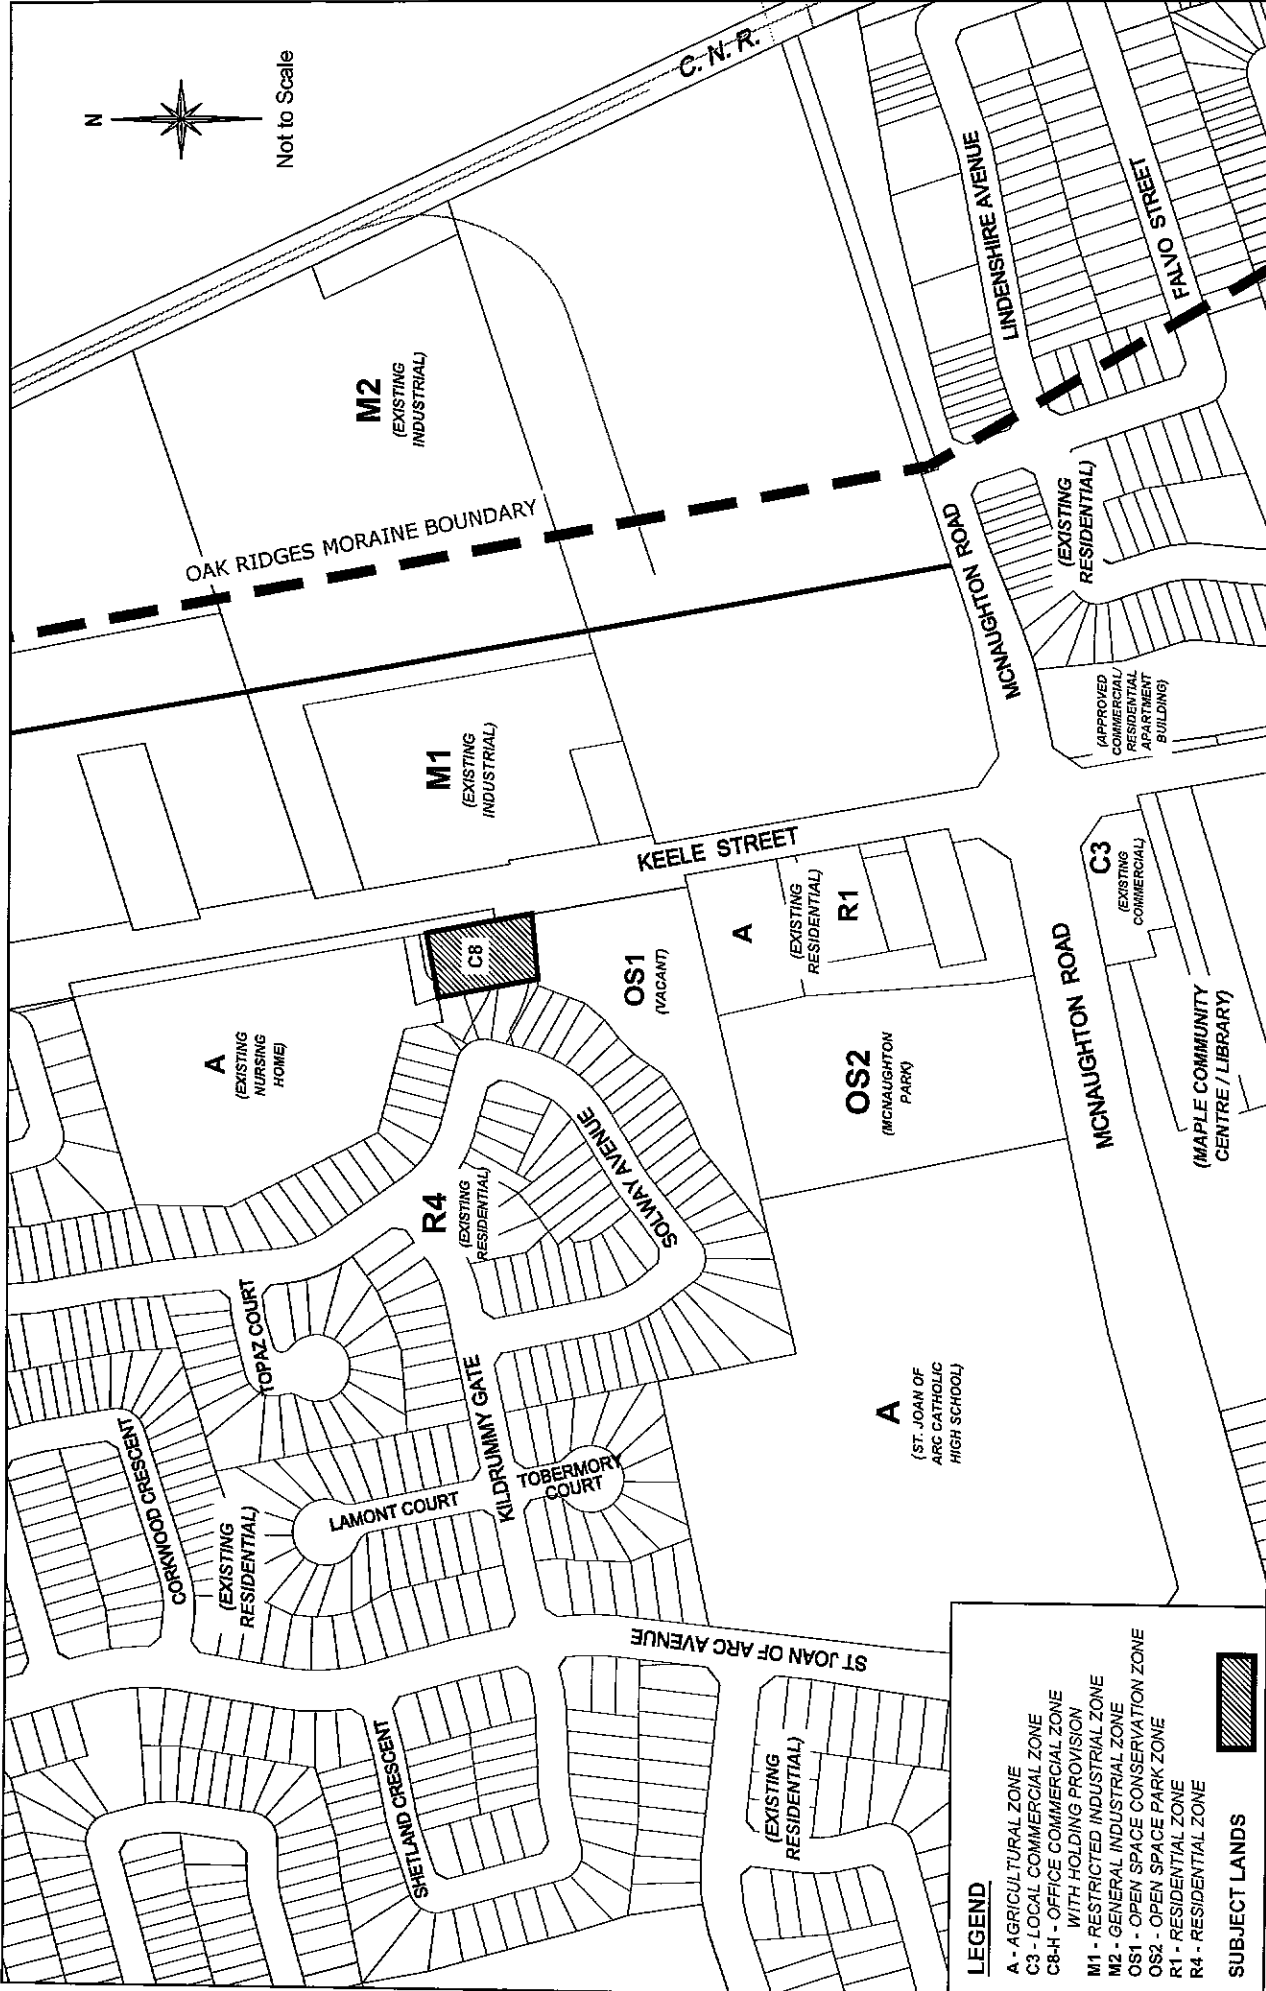 N
Not to Scale
C. N. R.
M2
(EXISTING
INDUSTRIAL)
OAK RIDGES MORAINE BOUNDARY
LINDENSHIRE AVENUE
FALVO STREET
MCNAUGHTON ROAD
(EXISTING
RESIDENTIAL)
(APPROVED
COMMERCIAL/
RESIDENTIAL
APARTMENT
BUILDING)
M1
(EXISTING
INDUSTRIAL)
KEELE STREET
C8
A
(EXISTING
NURSING
HOME)
OS1
(VACANT)
A
(EXISTING
RESIDENTIAL)
R1
C3
(EXISTING
COMMERCIAL)
OS2
(MCNAUGHTON
PARK)
MCNAUGHTON ROAD
(MAPLE COMMUNITY
CENTRE / LIBRARY)
SOLWAY AVENUE
R4
(EXISTING
RESIDENTIAL)
TOPAZ COURT
CORKWOOD CRESCENT
KILDRUMMY GATE
LAMONT COURT
TOBERMORY
COURT
(EXISTING
RESIDENTIAL)
A
(ST. JOAN OF
ARC CATHOLIC
HIGH SCHOOL)
ST JOAN OF ARC AVENUE
SHETLAND CRESCENT
(EXISTING
RESIDENTIAL)
LEGEND
A - AGRICULTURAL ZONE
C3 - LOCAL COMMERCIAL ZONE
C8-H - OFFICE COMMERCIAL ZONE
WITH HOLDING PROVISION
M1 - RESTRICTED INDUSTRIAL ZONE
M2 - GENERAL INDUSTRIAL ZONE
OS1 - OPEN SPACE CONSERVATION ZONE
OS2 - OPEN SPACE PARK ZONE
R1 - RESIDENTIAL ZONE
R4 - RESIDENTIAL ZONE
SUBJECT LANDS